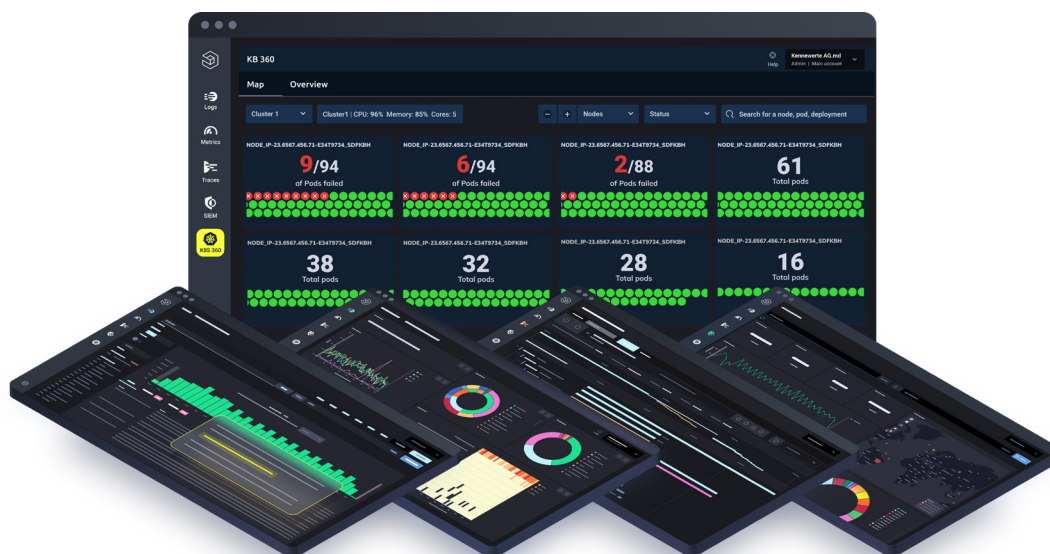 KB 360
Help
Kennewerte AG.md
Admin | Main account
Map Overview
Cluster 1
Cluster1 | CPU: 96% Memory: 85% Cores: 5
Nodes
Status
Search for a node, pod, deployment
Logs
Metrics
Traces
SIEM
K8S 360
NODE_IP-23.6567.456.71-E34T9734_SDFKBH
9/94
of Pods failed
NODE_IP-23.6567.456.71-E34T9734_SDFKBH
6/94
of Pods failed
NODE_IP-23.6567.456.71-E34T9734_SDFKBH
2/88
of Pods failed
NODE_IP-23.6567.456.71-E34T9734_SDFKBH
61
Total pods
NODE_IP-23.6567.456.71-E34T9734_SDFKBH
38
Total pods
NODE_IP-23.6567.456.71-E34T9734_SDFKBH
32
Total pods
NODE_IP-23.6567.456.71-E34T9734_SDFKBH
28
Total pods
NODE_IP-23.6567.456.71-E34T9734_SDFKBH
16
Total pods